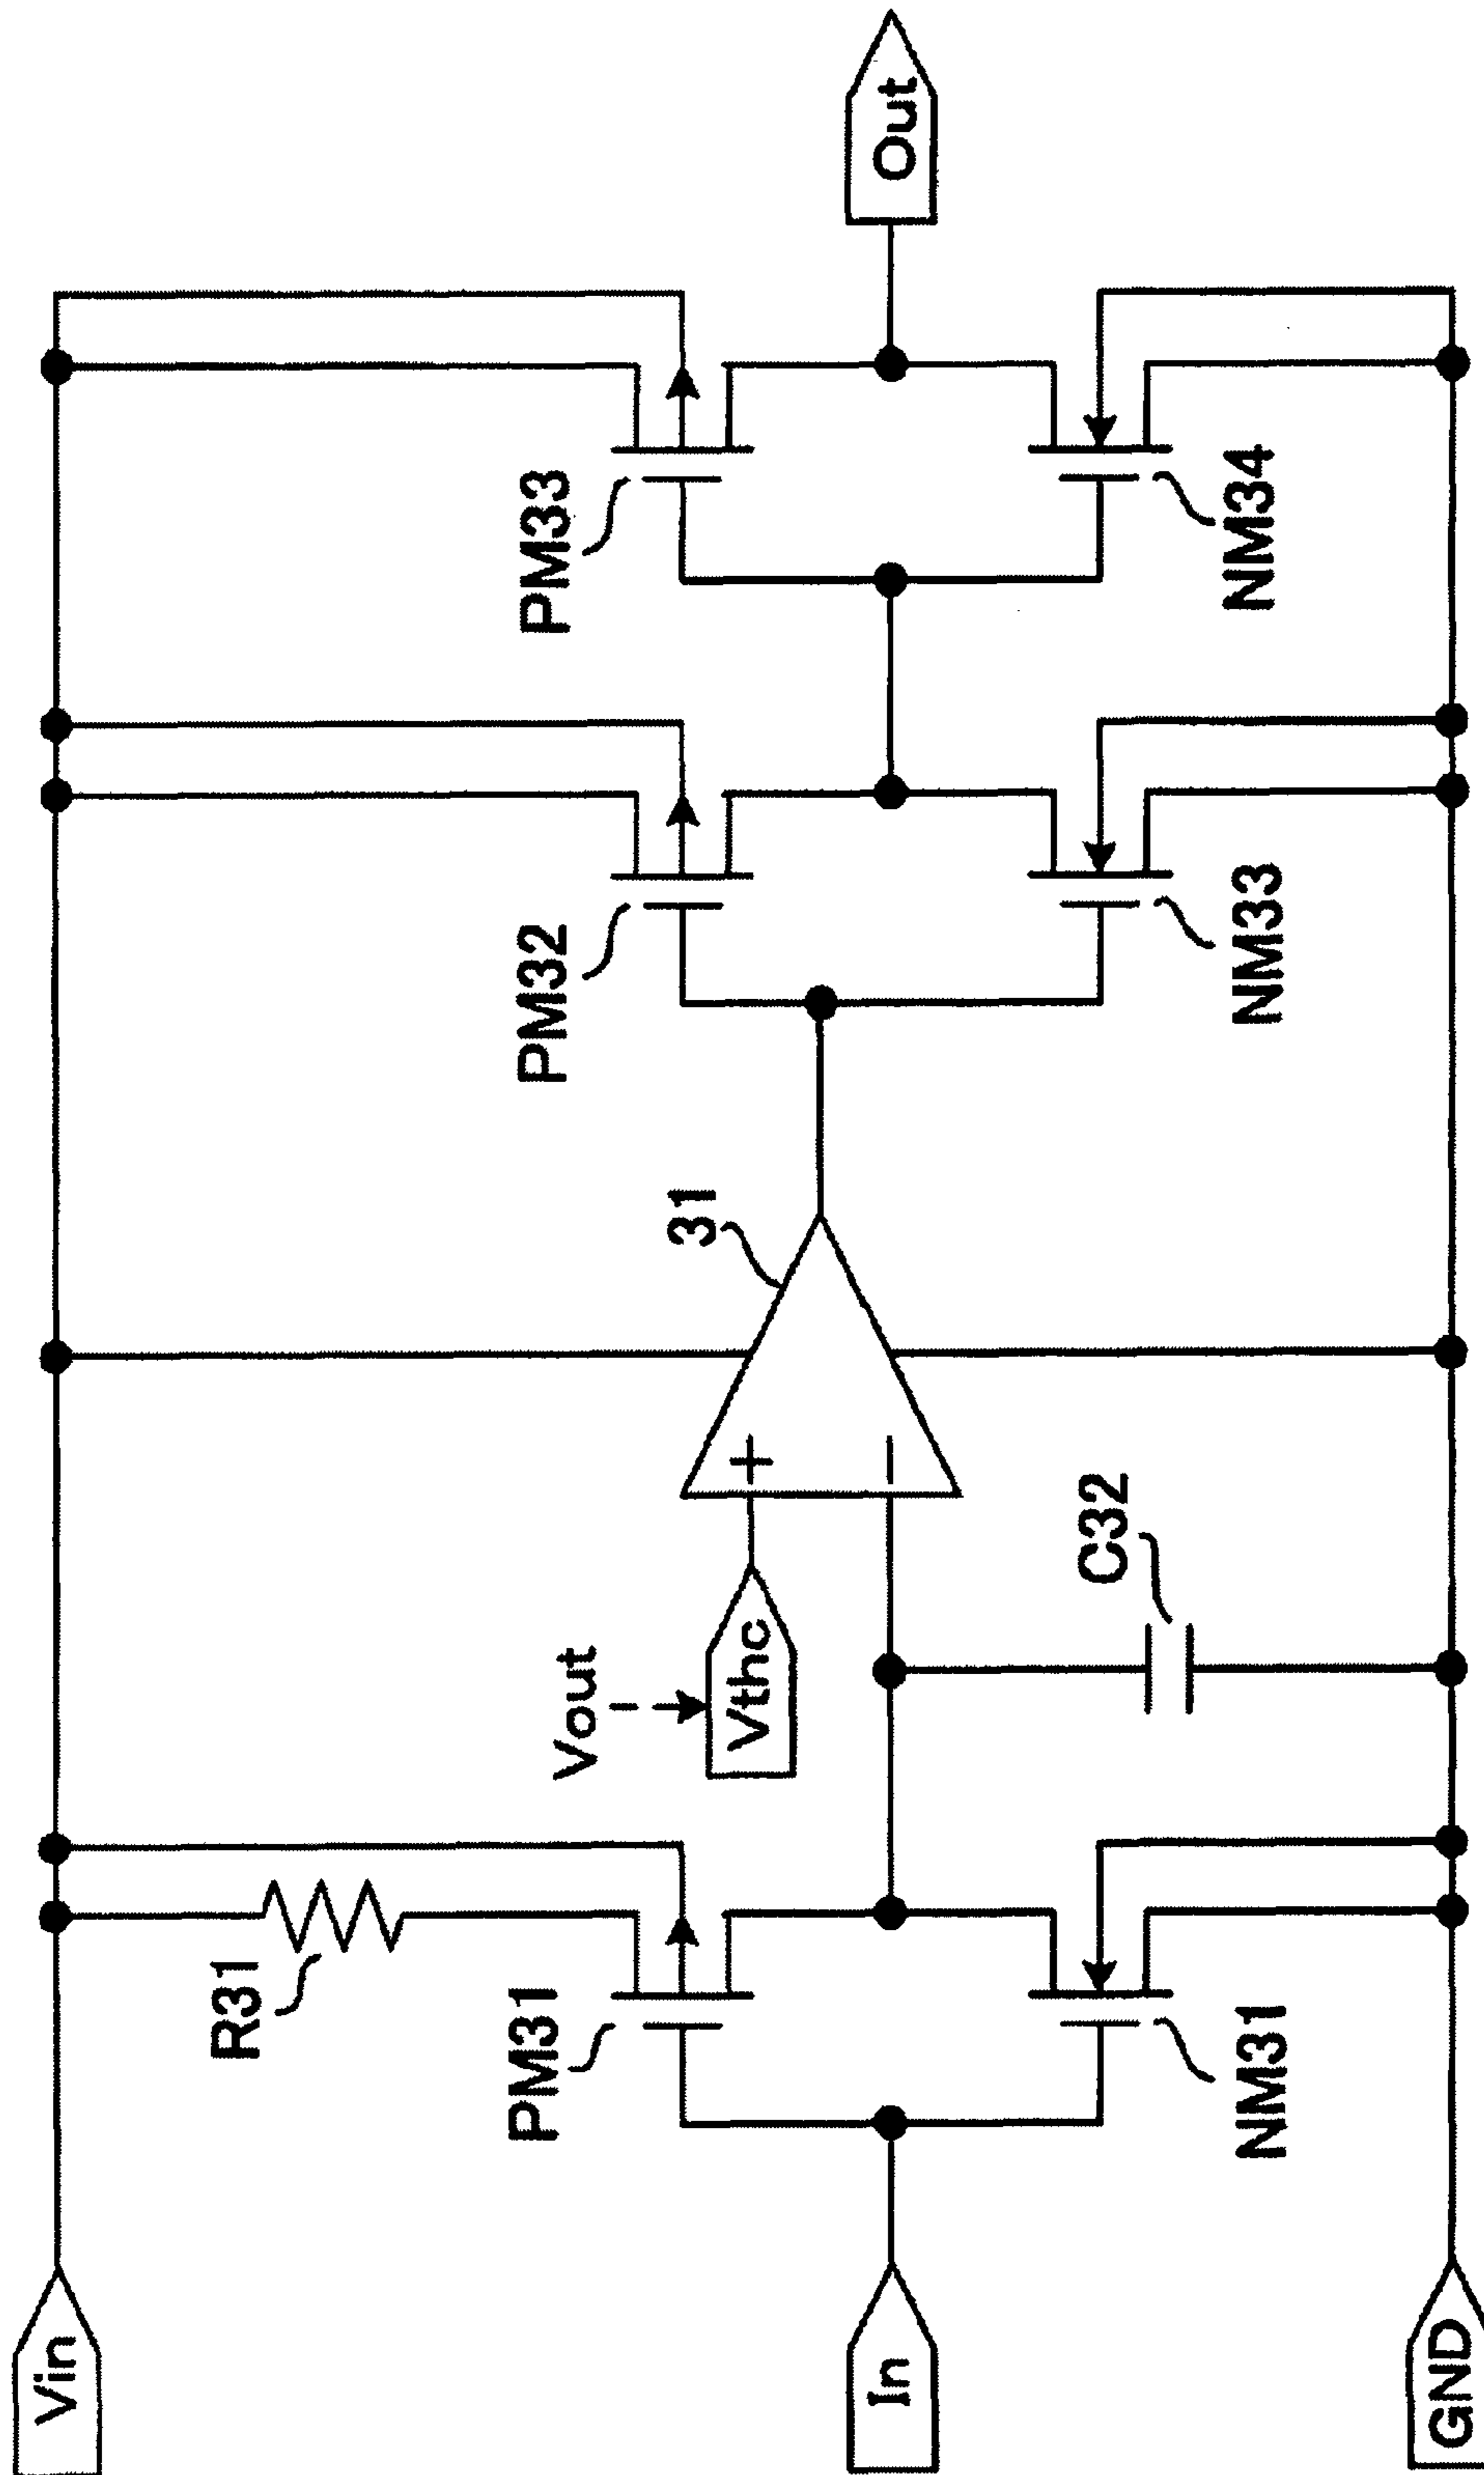 Vin
In
GND
R31
PM31
NM31
Vout
Vthc
C32
+
−
31
PM32
NM33
PM33
NM34
Out